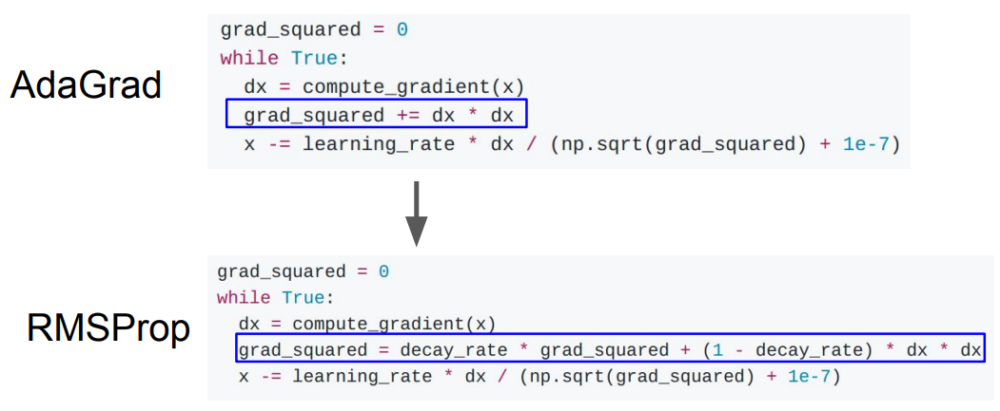 AdaGrad
grad_squared = 0
while True:
  dx = compute_gradient(x)
  grad_squared += dx * dx
  x -= learning_rate * dx / (np.sqrt(grad_squared) + 1e-7)
RMSProp
grad_squared = 0
while True:
  dx = compute_gradient(x)
  grad_squared = decay_rate * grad_squared + (1 - decay_rate) * dx * dx
  x -= learning_rate * dx / (np.sqrt(grad_squared) + 1e-7)